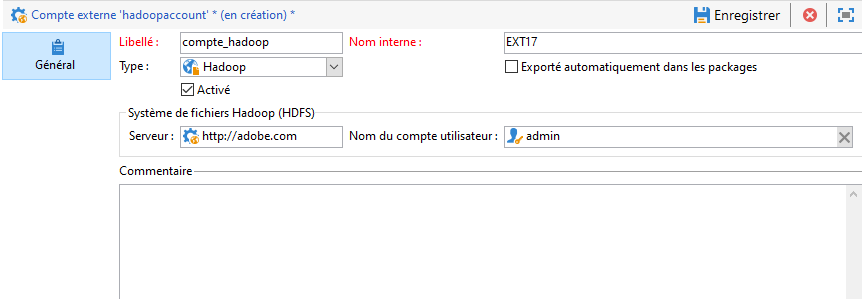 Compte externe 'hadoopaccount' * (en création) *
Enregistrer
Général
Libellé : compte_hadoop Nom interne : EXT17
Type : Hadoop Exporté automatiquement dans les packages
Activé
Système de fichiers Hadoop (HDFS)
Serveur : http://adobe.com Nom du compte utilisateur : admin
Commentaire